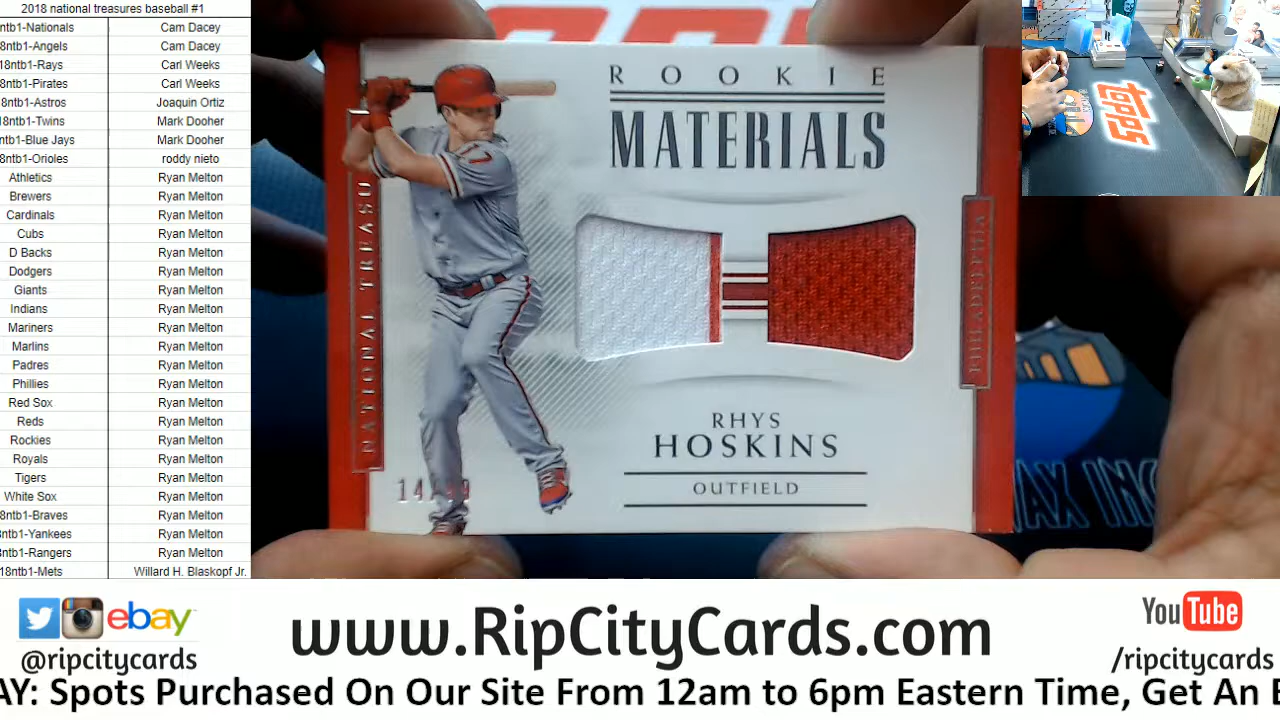 2018 national treasures baseball #1
ntb1-Nationals Cam Dacey
8ntb1-Angels Cam Dacey
18ntb1-Rays Carl Weeks
8ntb1-Pirates Carl Weeks
8ntb1-Astros Joaquin Ortiz
18ntb1-Twins Mark Dooher
ntb1-Blue Jays Mark Dooher
8ntb1-Orioles roddy nieto
Athletics Ryan Melton
Brewers Ryan Melton
Cardinals Ryan Melton
Cubs Ryan Melton
D Backs Ryan Melton
Dodgers Ryan Melton
Giants Ryan Melton
Indians Ryan Melton
Mariners Ryan Melton
Marlins Ryan Melton
Padres Ryan Melton
Phillies Ryan Melton
Red Sox Ryan Melton
Reds Ryan Melton
Rockies Ryan Melton
Royals Ryan Melton
Tigers Ryan Melton
White Sox Ryan Melton
8ntb1-Braves Ryan Melton
ntb1-Yankees Ryan Melton
ntb1-Rangers Ryan Melton
18ntb1-Mets Willard H. Blaskopf Jr.
ROOKIE
MATERIALS
NATIONAL TREASU
PHILADELPHIA
RHYS
HOSKINS
OUTFIELD
topps
ebay
@ripcitycards
www.RipCityCards.com
YouTube
/ripcitycards
AY: Spots Purchased On Our Site From 12am to 6pm Eastern Time, Get An E